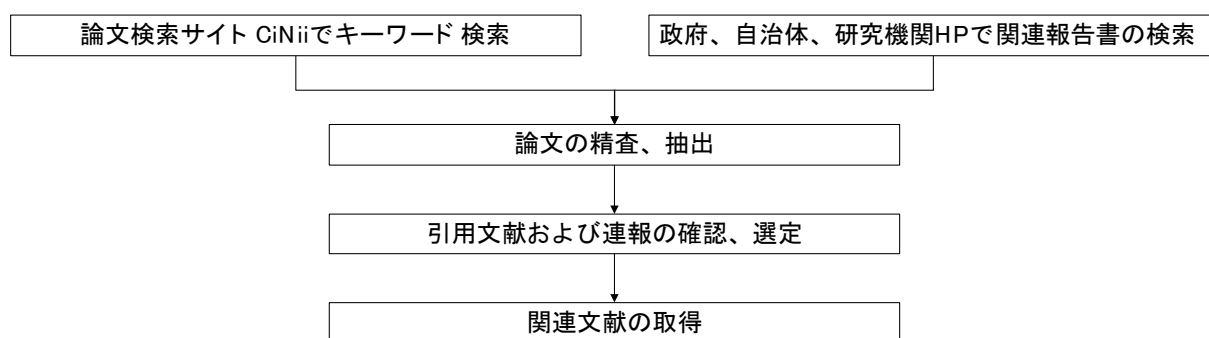 論文検索サイト CiNiiでキーワード 検索
政府、自治体、研究機関HPで関連報告書の検索
論文の精査、抽出
引用文献および連報の確認、選定
関連文献の取得